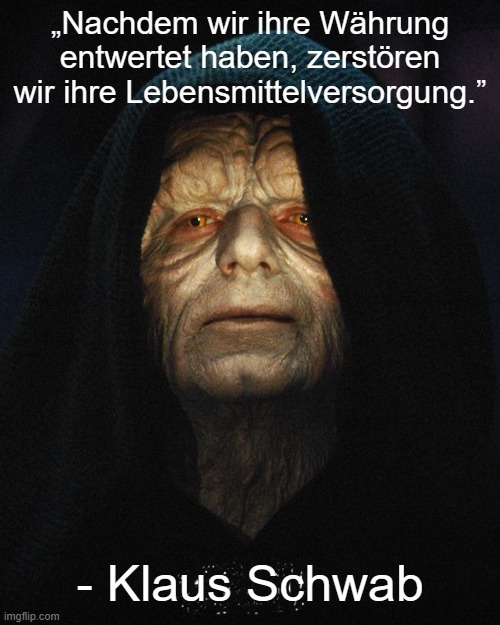 „Nachdem wir ihre Währung
entwertet haben, zerstören
wir ihre Lebensmittelversorgung.”
- Klaus Schwab
imgflip.com